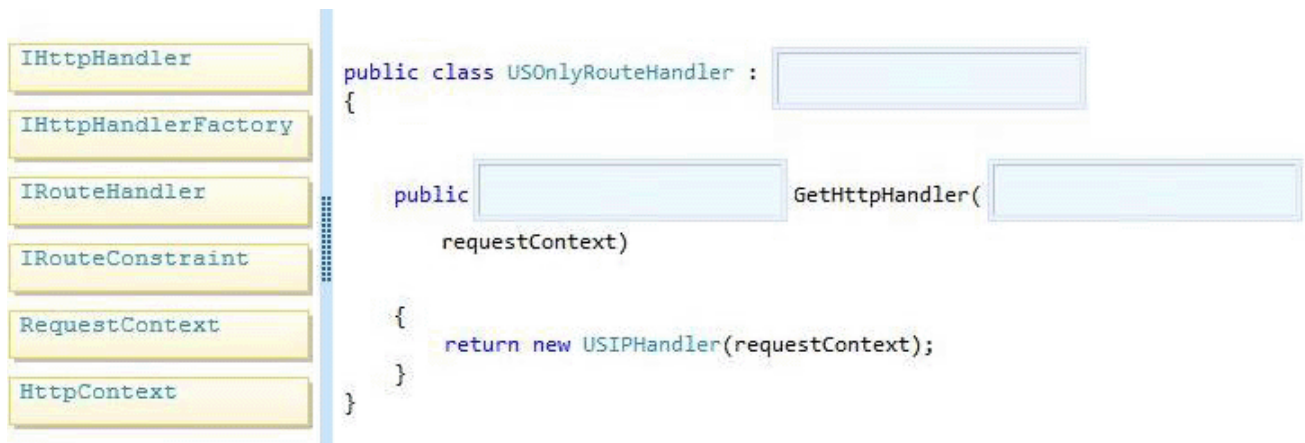 IHttpHandler
IHttpHandlerFactory
IRouteHandler
IRouteConstraint
RequestContext
HttpContext
public class USOnlyRouteHandler :
{
public GetHttpHandler(
requestContext)
{
return new USIPHandler(requestContext);
}
}